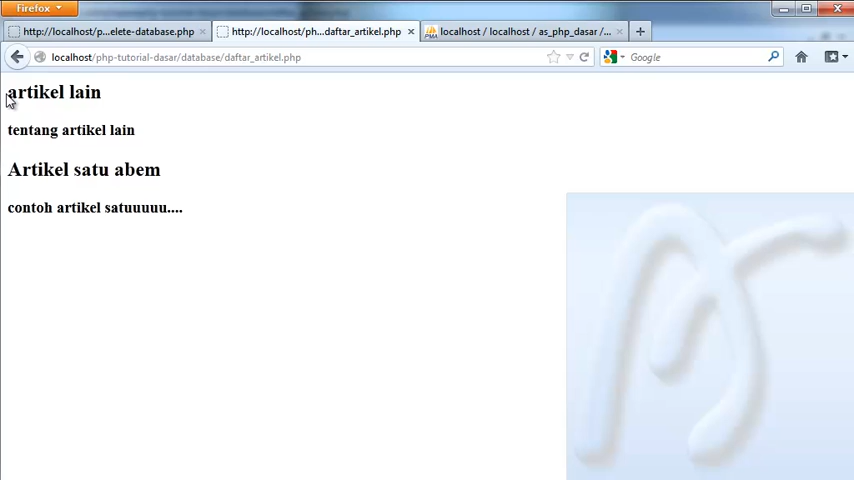 Firefox
http://localhost/p...elete-database.php
http://localhost/ph...daftar_artikel.php
PMA localhost / localhost / as_php_dasar /...
localhost/php-tutorial-dasar/database/daftar_artikel.php
Google
artikel lain
tentang artikel lain
Artikel satu abem
contoh artikel satuuuuu....